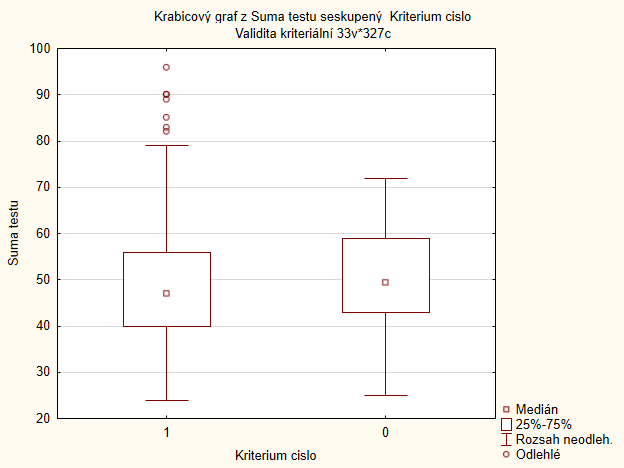 Krabicový graf z Suma testu seskupený  Kriterium cislo
Validita kriteriální 33v*327c
100
90
80
70
60
50
40
30
20
Suma testu
1
0
Kriterium cislo
Medián
25%-75%
Rozsah neodleh.
Odlehlé